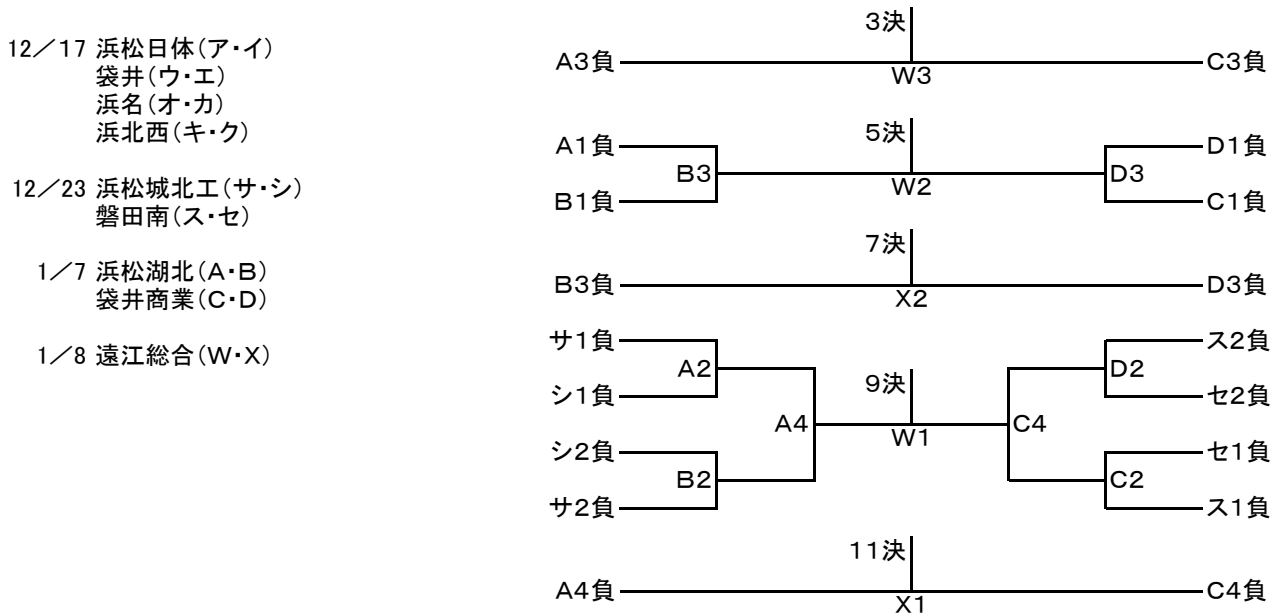 12/17 浜松日体(ア・イ)
袋井(ウ・エ)
浜名(オ・カ)
浜北西(キ・ク)
12/23 浜松城北工(サ・シ)
磐田南(ス・セ)
1/7 浜松湖北(A・B)
袋井商業(C・D)
1/8 遠江総合(W・X)
3決
A3負
W3
C3負
5決
A1負
D1負
B3
D3
W2
B1負
C1負
7決
B3負
X2
D3負
サ1負
ス2負
A2
D2
9決
シ1負
セ2負
A4
C4
W1
シ2負
セ1負
B2
C2
サ2負
ス1負
11決
A4負
X1
C4負